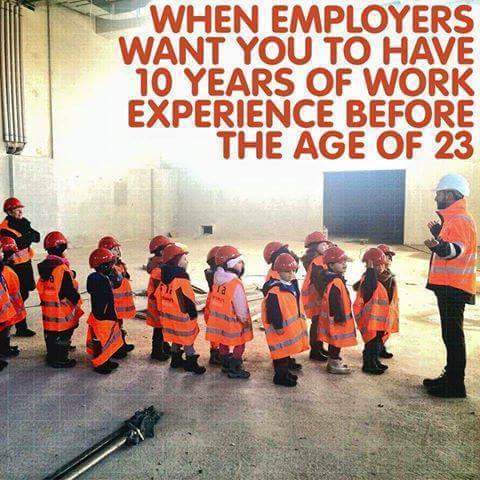 WHEN EMPLOYERS
WANT YOU TO HAVE
10 YEARS OF WORK
EXPERIENCE BEFORE
THE AGE OF 23